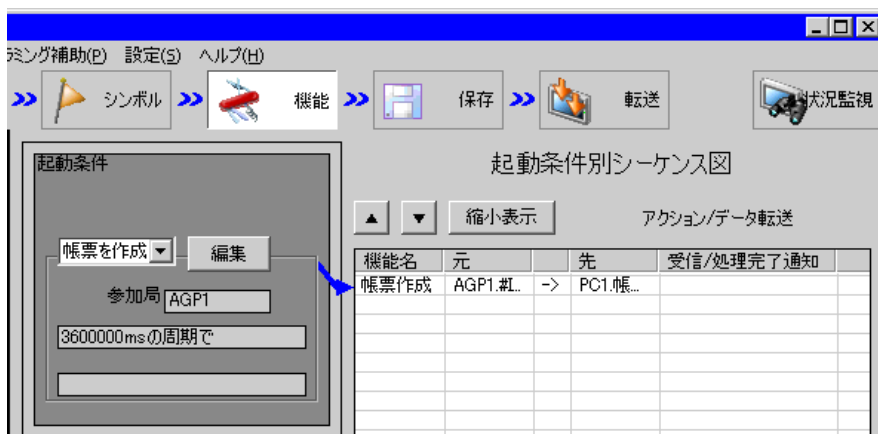 ラミング補助(P) 設定(S) ヘルプ(H)
シンボル 機能 保存 転送 状況監視
起動条件
帳票を作成 編集
参加局 AGP1
3600000msの周期で
起動条件別シーケンス図
縮小表示 アクション/データ転送
機能名 元 先 受信/処理完了通知
帳票作成 AGP1.#I... -> PC1.帳...